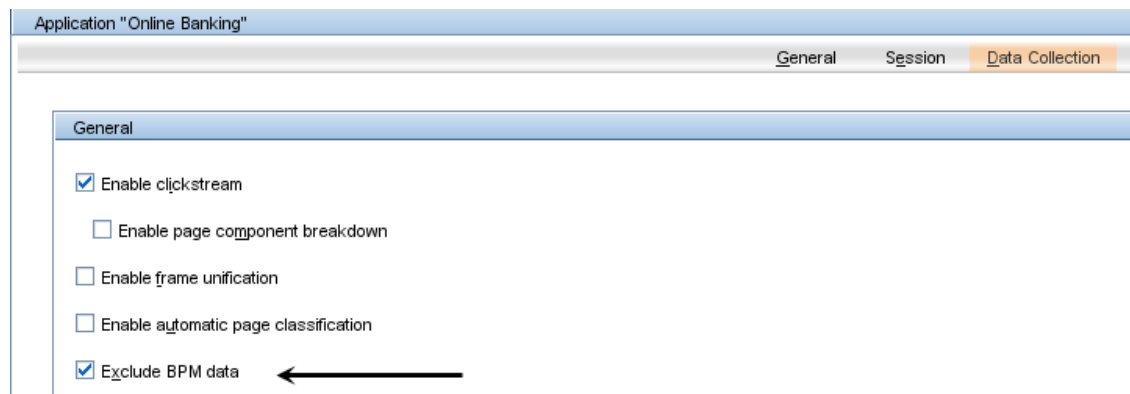 Application "Online Banking"
General Session Data Collection
General
Enable clickstream
Enable page component breakdown
Enable frame unification
Enable automatic page classification
Exclude BPM data